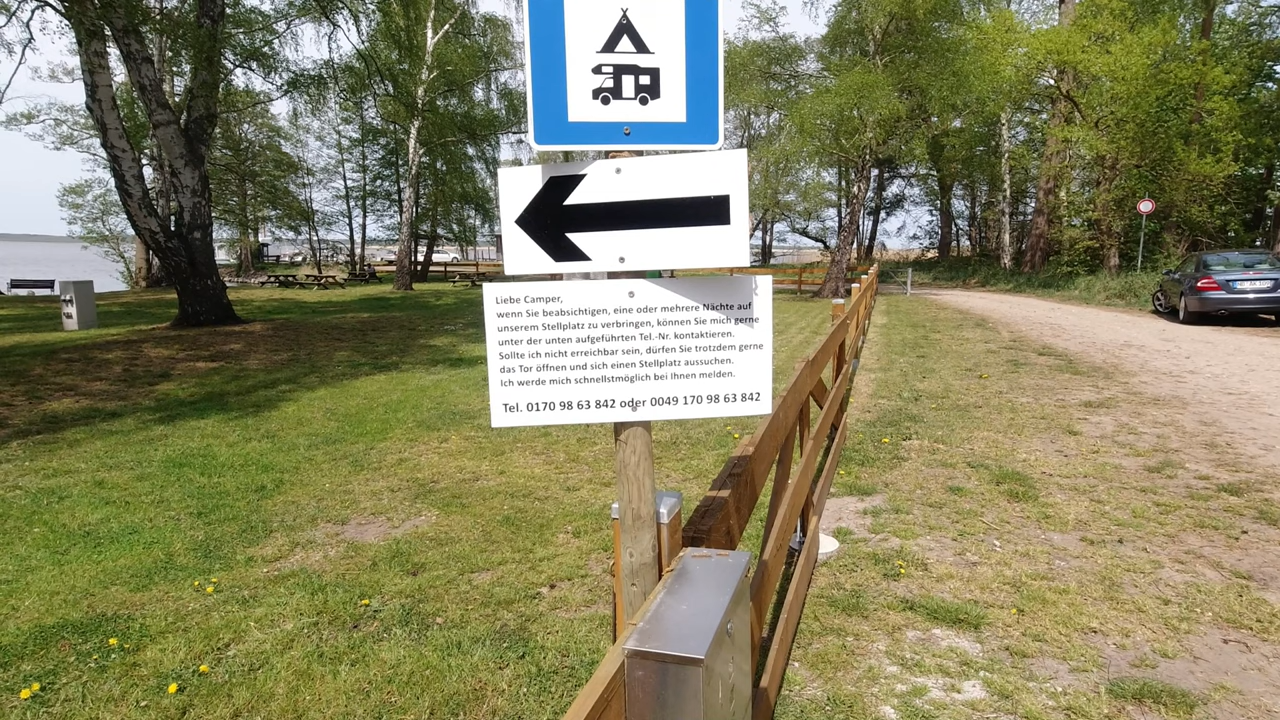 Liebe Camper,
wenn Sie beabsichtigen, eine oder mehrere Nächte auf
unserem Stellplatz zu verbringen, können Sie mich gerne
unter der unten aufgeführten Tel.-Nr. kontaktieren.
Sollte ich nicht erreichbar sein, dürfen Sie trotzdem gerne
das Tor öffnen und sich einen Stellplatz aussuchen.
Ich werde mich schnellstmöglich bei Ihnen melden.
Tel. 0170 98 63 842 oder 0049 170 98 63 842